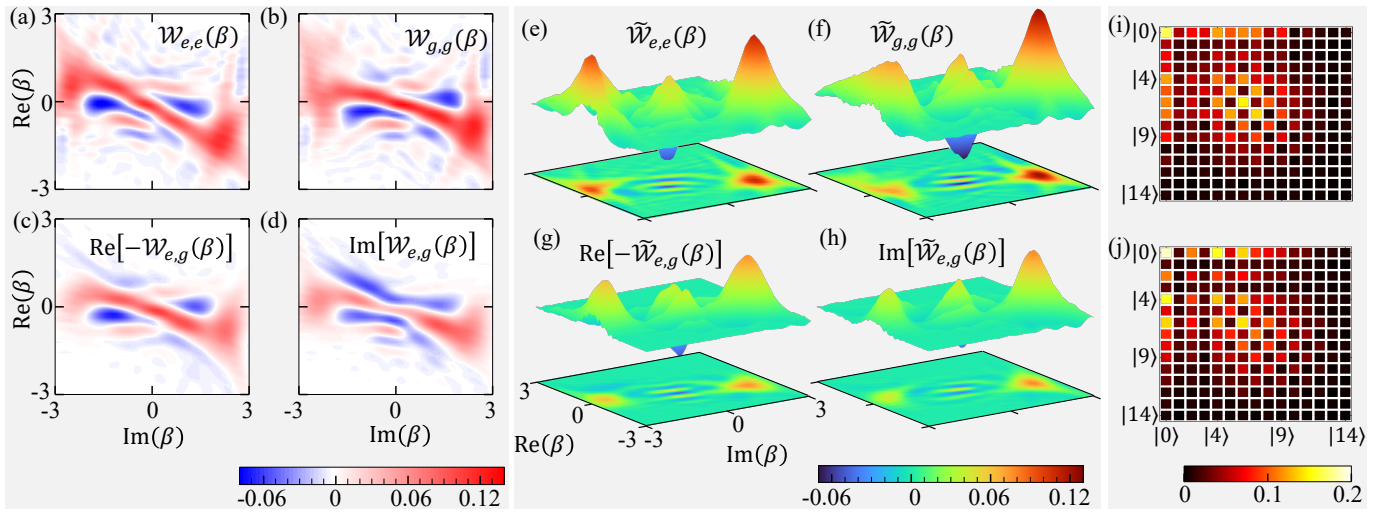 (a) 𝒲e,e(β)
(b) 𝒲g,g(β)
3
0
-3
Re(β)
(c) Re[−𝒲e,g(β)]
(d) Im[𝒲e,g(β)]
3
0
-3
Re(β)
0 3
0 3
Im(β) Im(β)
-0.06 0 0.06 0.12
(e) 𝒲̃e,e(β)
(f) 𝒲̃g,g(β)
(g) Re[−𝒲̃e,g(β)]
(h) Im[𝒲̃e,g(β)]
3
0
-3
-3
0
3
Re(β)
Im(β)
3
-0.06 0 0.06 0.12
(i)
|0⟩
|4⟩
|9⟩
|14⟩
(j)
|0⟩
|4⟩
|9⟩
|14⟩
|0⟩ |4⟩ |9⟩ |14⟩
0 0.1 0.2